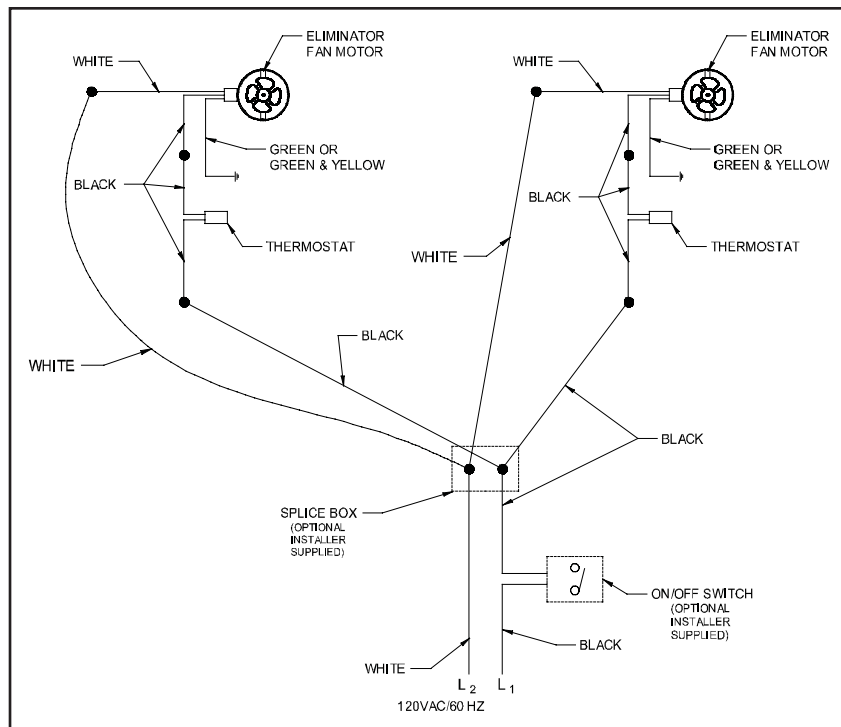 ELIMINATOR
FAN MOTOR
WHITE
GREEN OR
GREEN & YELLOW
BLACK
THERMOSTAT
ELIMINATOR
FAN MOTOR
WHITE
GREEN OR
GREEN & YELLOW
BLACK
THERMOSTAT
WHITE
BLACK
WHITE
BLACK
SPLICE BOX
(OPTIONAL
INSTALLER
SUPPLIED)
ON/OFF SWITCH
(OPTIONAL
INSTALLER
SUPPLIED)
BLACK
WHITE
L2 L1
120VAC/60 HZ